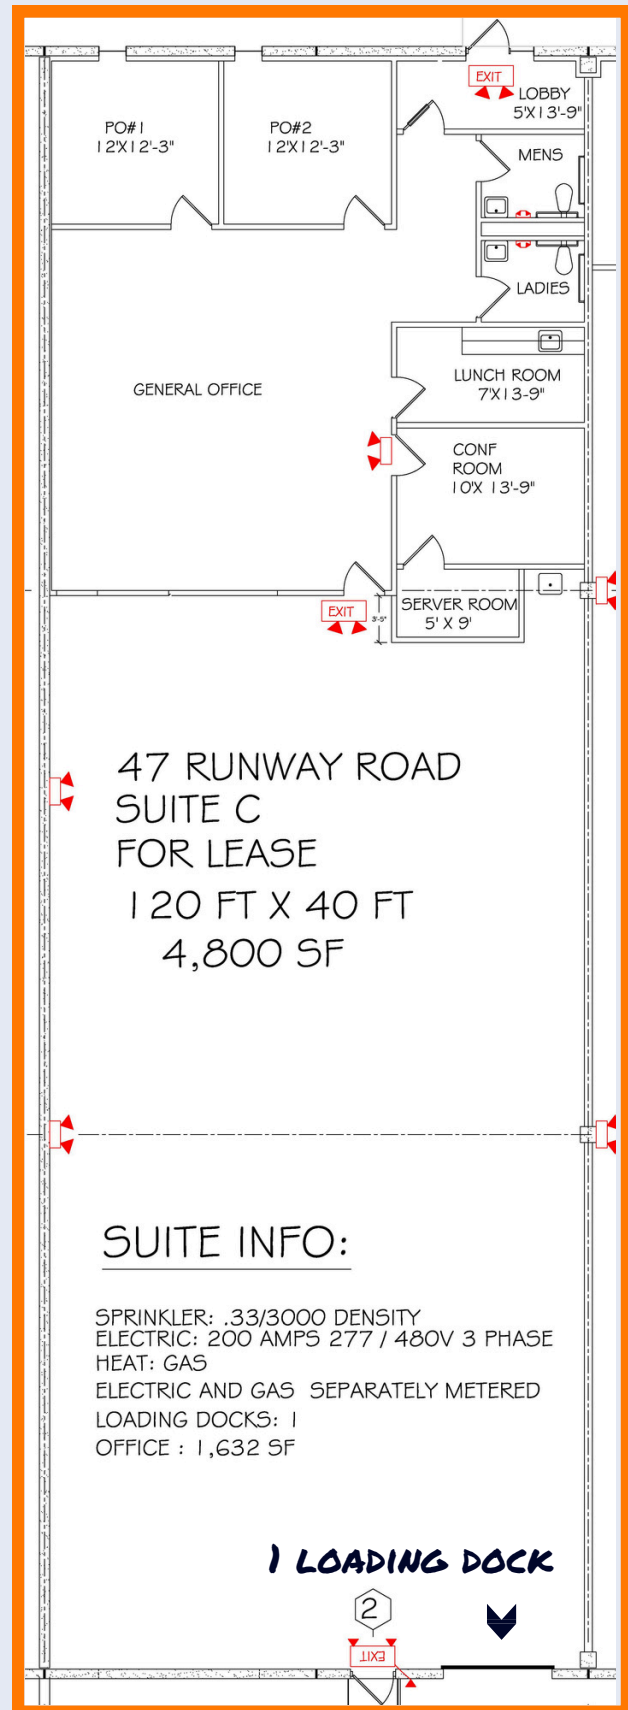 EXIT
LOBBY
5'X13'-9"
PO#1
12'X12'-3"
PO#2
12'X12'-3"
MENS
LADIES
LUNCH ROOM
7'X13-9"
GENERAL OFFICE
CONF
ROOM
10'X 13'-9"
SERVER ROOM
5' X 9'
EXIT
3'-5"
47 RUNWAY ROAD
SUITE C
FOR LEASE
120 FT X 40 FT
4,800 SF
SUITE INFO:
SPRINKLER: .33/3000 DENSITY
ELECTRIC: 200 AMPS 277 / 480V 3 PHASE
HEAT: GAS
ELECTRIC AND GAS SEPARATELY METERED
LOADING DOCKS: 1
OFFICE : 1,632 SF
1 LOADING DOCK
2
EXIT